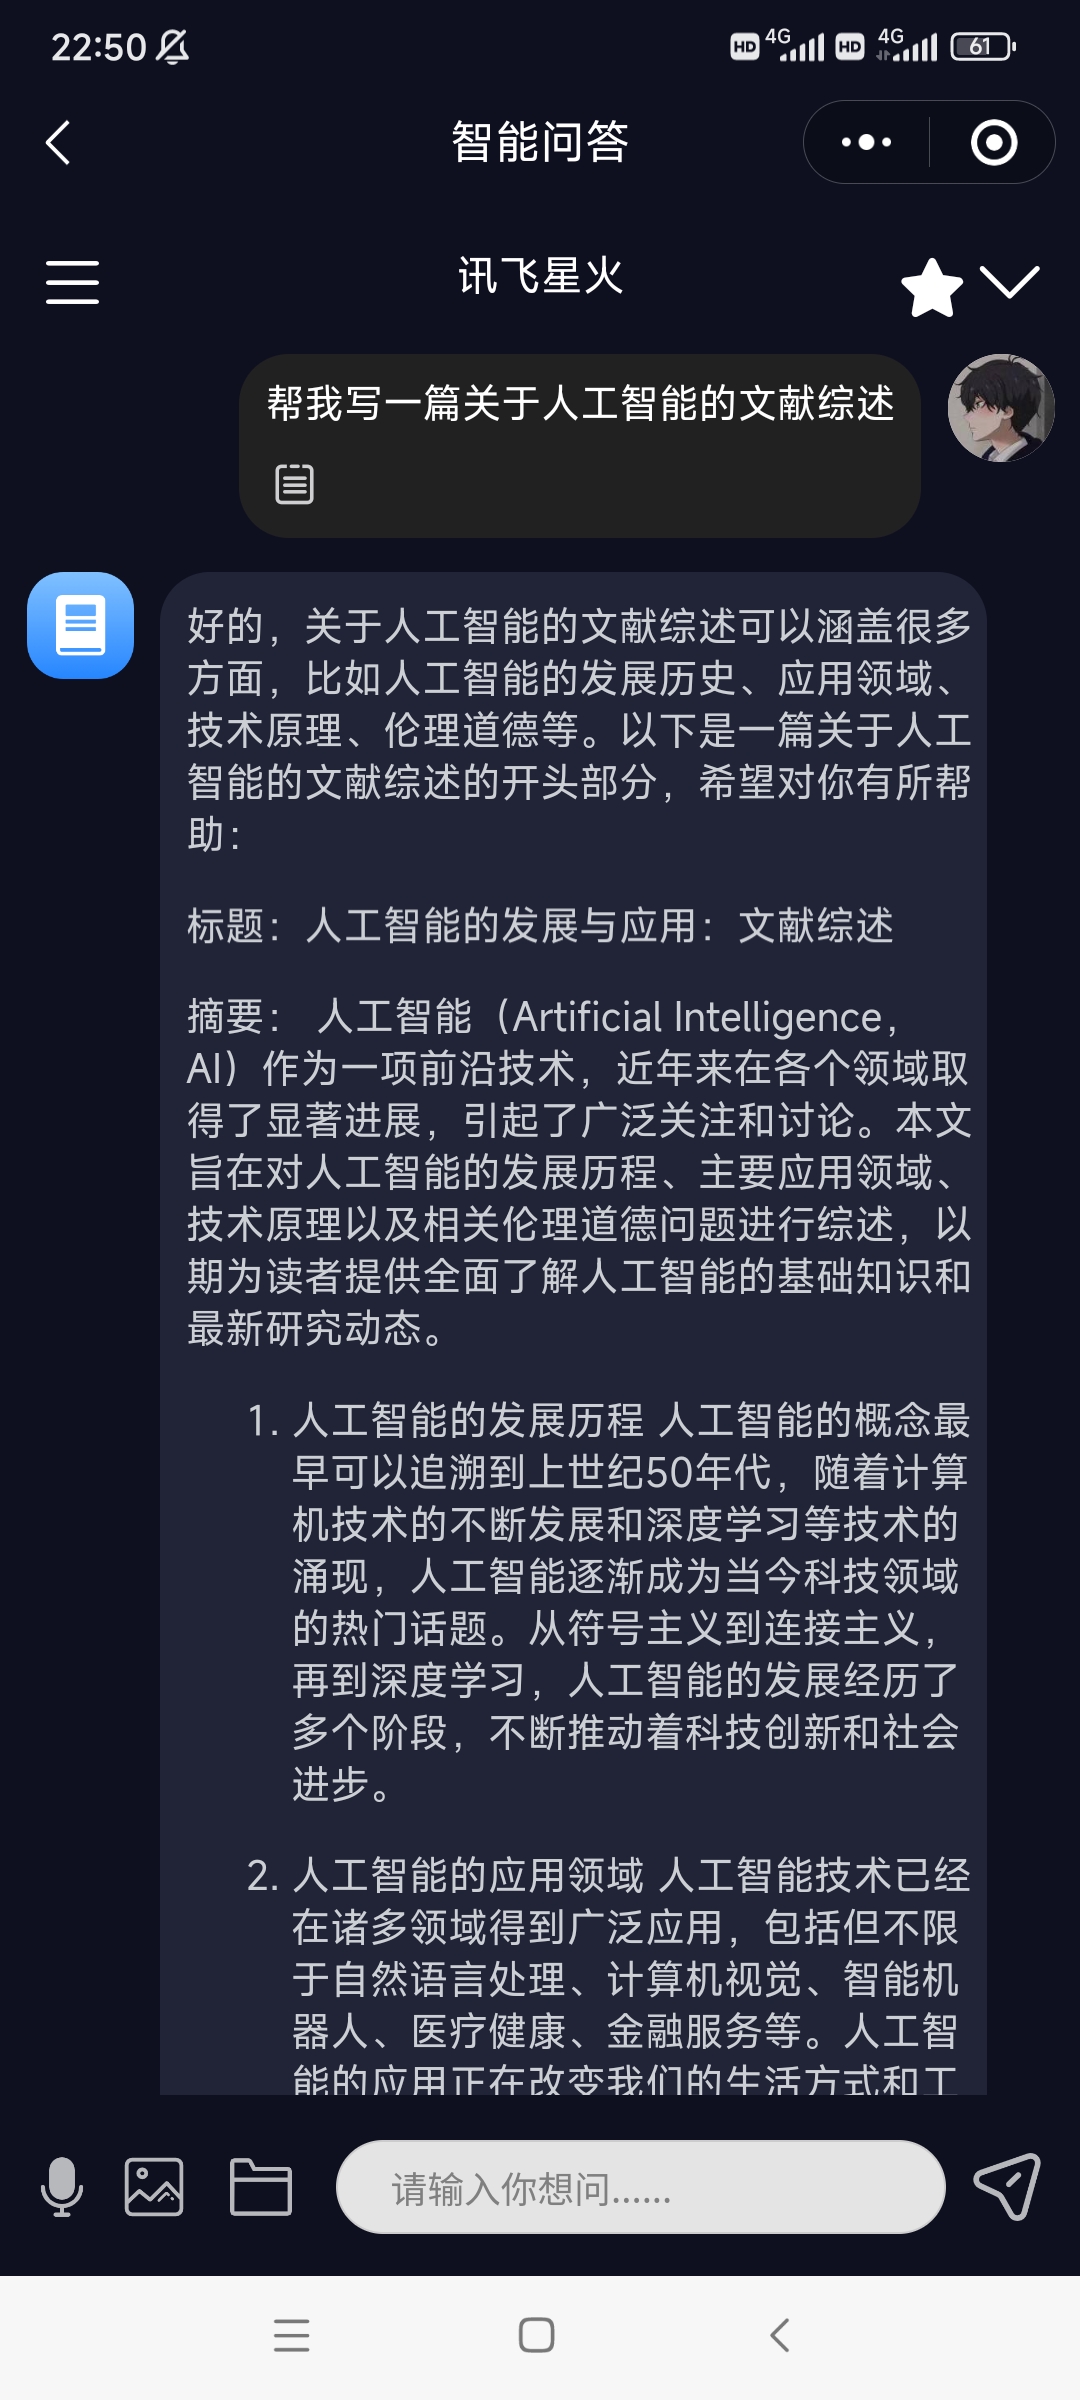 22:50 HD 4G HD 4G 61
智能问答
讯飞星火
帮我写一篇关于人工智能的文献综述
好的，关于人工智能的文献综述可以涵盖很多
方面，比如人工智能的发展历史、应用领域、
技术原理、伦理道德等。以下是一篇关于人工
智能的文献综述的开头部分，希望对你有所帮
助：
标题：人工智能的发展与应用：文献综述
摘要： 人工智能（Artificial Intelligence，
AI）作为一项前沿技术，近年来在各个领域取
得了显著进展，引起了广泛关注和讨论。本文
旨在对人工智能的发展历程、主要应用领域、
技术原理以及相关伦理道德问题进行综述，以
期为读者提供全面了解人工智能的基础知识和
最新研究动态。
1. 人工智能的发展历程 人工智能的概念最
早可以追溯到上世纪50年代，随着计算
机技术的不断发展和深度学习等技术的
涌现，人工智能逐渐成为当今科技领域
的热门话题。从符号主义到连接主义，
再到深度学习，人工智能的发展经历了
多个阶段，不断推动着科技创新和社会
进步。
2. 人工智能的应用领域 人工智能技术已经
在诸多领域得到广泛应用，包括但不限
于自然语言处理、计算机视觉、智能机
器人、医疗健康、金融服务等。人工智
能的应用正在改变我们的生活方式和工
请输入你想问......